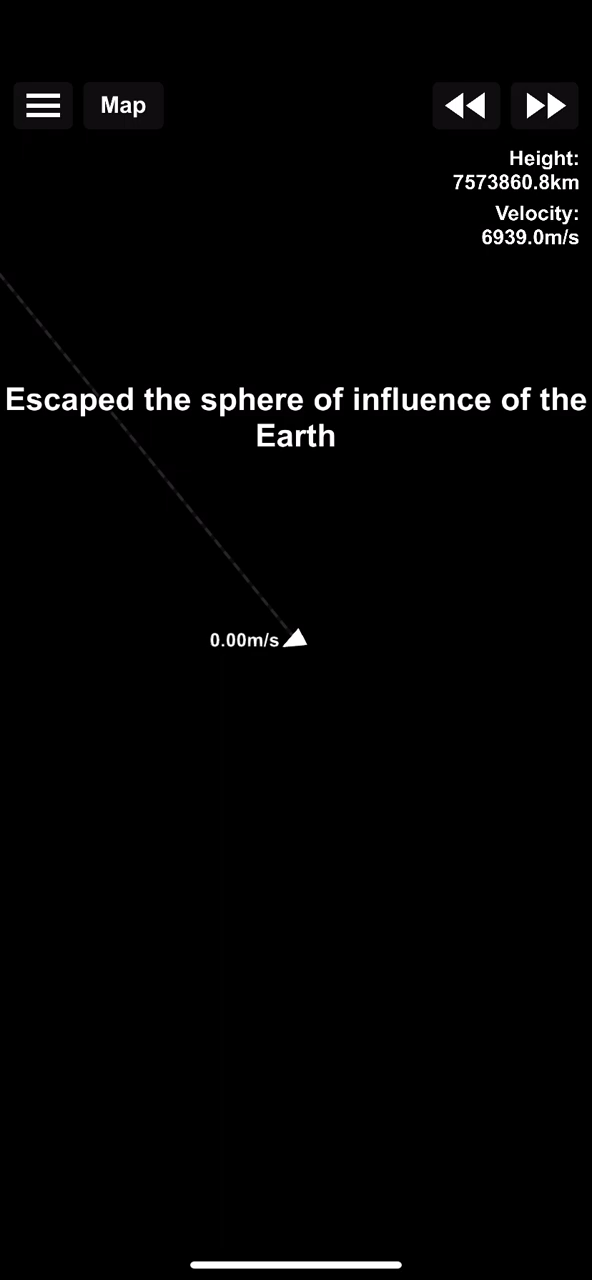 Map
Height:
7573860.8km
Velocity:
6939.0m/s
Escaped the sphere of influence of the
Earth
0.00m/s